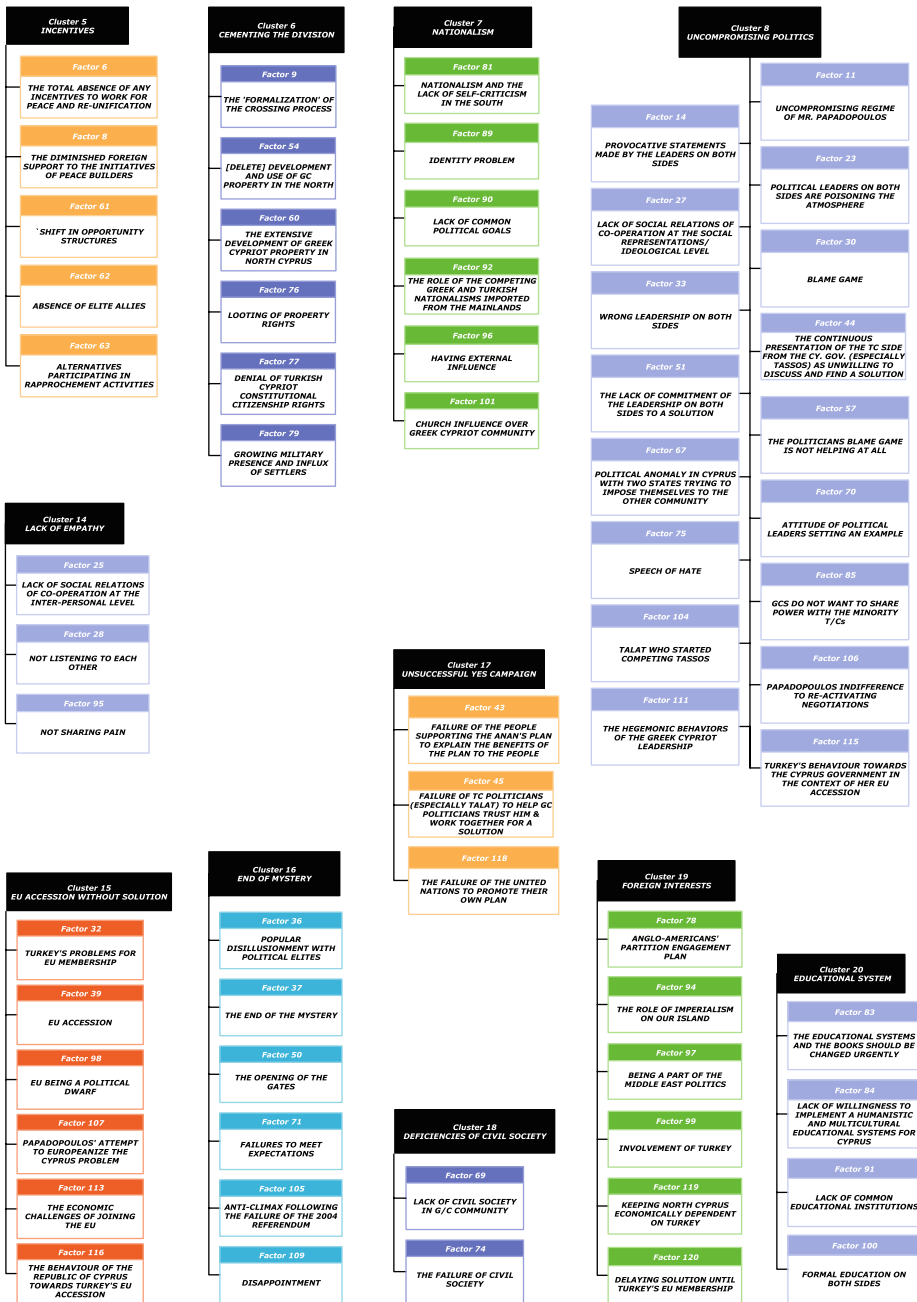 Cluster 5
INCENTIVES
Factor 6
THE TOTAL ABSENCE OF ANY
INCENTIVES TO WORK FOR
PEACE AND RE-UNIFICATION
Factor 8
THE DIMINISHED FOREIGN
SUPPORT TO THE INITIATIVES
OF PEACE BUILDERS
Factor 61
`SHIFT IN OPPORTUNITY
STRUCTURES
Factor 62
ABSENCE OF ELITE ALLIES
Factor 63
ALTERNATIVES
PARTICIPATING IN
RAPPROCHEMENT ACTIVITIES
Cluster 6
CEMENTING THE DIVISION
Factor 9
THE 'FORMALIZATION' OF
THE CROSSING PROCESS
Factor 54
[DELETE] DEVELOPMENT
AND USE OF GC
PROPERTY IN THE NORTH
Factor 60
THE EXTENSIVE
DEVELOPMENT OF GREEK
CYPRIOT PROPERTY IN
NORTH CYPRUS
Factor 76
LOOTING OF PROPERTY
RIGHTS
Factor 77
DENIAL OF TURKISH
CYPRIOT
CONSTITUTIONAL
CITIZENSHIP RIGHTS
Factor 79
GROWING MILITARY
PRESENCE AND INFLUX
OF SETTLERS
Cluster 7
NATIONALISM
Factor 81
NATIONALISM AND THE
LACK OF SELF-CRITICISM
IN THE SOUTH
Factor 89
IDENTITY PROBLEM
Factor 90
LACK OF COMMON
POLITICAL GOALS
Factor 92
THE ROLE OF THE COMPETING
GREEK AND TURKISH
NATIONALISMS IMPORTED
FROM THE MAINLANDS
Factor 96
HAVING EXTERNAL
INFLUENCE
Factor 101
CHURCH INFLUENCE OVER
GREEK CYPRIOT COMMUNITY
Cluster 8
UNCOMPROMISING POLITICS
Factor 14
PROVOCATIVE STATEMENTS
MADE BY THE LEADERS ON BOTH
SIDES
Factor 27
LACK OF SOCIAL RELATIONS OF
CO-OPERATION AT THE SOCIAL
REPRESENTATIONS/
IDEOLOGICAL LEVEL
Factor 33
WRONG LEADERSHIP ON BOTH
SIDES
Factor 51
THE LACK OF COMMITMENT OF
THE LEADERSHIP ON BOTH
SIDES TO A SOLUTION
Factor 67
POLITICAL ANOMALY IN CYPRUS
WITH TWO STATES TRYING TO
IMPOSE THEMSELVES TO THE
OTHER COMMUNITY
Factor 75
SPEECH OF HATE
Factor 104
TALAT WHO STARTED
COMPETING TASSOS
Factor 111
THE HEGEMONIC BEHAVIORS
OF THE GREEK CYPRIOT
LEADERSHIP
Factor 11
UNCOMPROMISING REGIME
OF MR. PAPADOPOULOS
Factor 23
POLITICAL LEADERS ON BOTH
SIDES ARE POISONING THE
ATMOSPHERE
Factor 30
BLAME GAME
Factor 44
THE CONTINUOUS
PRESENTATION OF THE TC SIDE
FROM THE CY. GOV. (ESPECIALLY
TASSOS) AS UNWILLING TO
DISCUSS AND FIND A SOLUTION
Factor 57
THE POLITICIANS BLAME GAME
IS NOT HELPING AT ALL
Factor 70
ATTITUDE OF POLITICAL
LEADERS SETTING AN EXAMPLE
Factor 85
GCS DO NOT WANT TO SHARE
POWER WITH THE MINORITY
T/Cs
Factor 106
PAPADOPOULOS INDIFFERENCE
TO RE-ACTIVATING
NEGOTIATIONS
Factor 115
TURKEY'S BEHAVIOUR TOWARDS
THE CYPRUS GOVERNMENT IN
THE CONTEXT OF HER EU
ACCESSION
Cluster 14
LACK OF EMPATHY
Factor 25
LACK OF SOCIAL RELATIONS
OF CO-OPERATION AT THE
INTER-PERSONAL LEVEL
Factor 28
NOT LISTENING TO EACH
OTHER
Factor 95
NOT SHARING PAIN
Cluster 17
UNSUCCESSFUL YES CAMPAIGN
Factor 43
FAILURE OF THE PEOPLE
SUPPORTING THE ANAN'S PLAN
TO EXPLAIN THE BENEFITS OF
THE PLAN TO THE PEOPLE
Factor 45
FAILURE OF TC POLITICIANS
(ESPECIALLY TALAT) TO HELP GC
POLITICIANS TRUST HIM &
WORK TOGETHER FOR A
SOLUTION
Factor 118
THE FAILURE OF THE UNITED
NATIONS TO PROMOTE THEIR
OWN PLAN
Cluster 15
EU ACCESSION WITHOUT SOLUTION
Factor 32
TURKEY'S PROBLEMS FOR
EU MEMBERSHIP
Factor 39
EU ACCESSION
Factor 98
EU BEING A POLITICAL
DWARF
Factor 107
PAPADOPOULOS' ATTEMPT
TO EUROPEANIZE THE
CYPRUS PROBLEM
Factor 113
THE ECONOMIC
CHALLENGES OF JOINING
THE EU
Factor 116
THE BEHAVIOUR OF THE
REPUBLIC OF CYPRUS
TOWARDS TURKEY'S EU
ACCESSION
Cluster 16
END OF MYSTERY
Factor 36
POPULAR
DISILLUSIONMENT WITH
POLITICAL ELITES
Factor 37
THE END OF THE MYSTERY
Factor 50
THE OPENING OF THE
GATES
Factor 71
FAILURES TO MEET
EXPECTATIONS
Factor 105
ANTI-CLIMAX FOLLOWING
THE FAILURE OF THE 2004
REFERENDUM
Factor 109
DISAPPOINTMENT
Cluster 18
DEFICIENCIES OF CIVIL SOCIETY
Factor 69
LACK OF CIVIL SOCIETY
IN G/C COMMUNITY
Factor 74
THE FAILURE OF CIVIL
SOCIETY
Cluster 19
FOREIGN INTERESTS
Factor 78
ANGLO-AMERICANS'
PARTITION ENGAGEMENT
PLAN
Factor 94
THE ROLE OF IMPERIALISM
ON OUR ISLAND
Factor 97
BEING A PART OF THE
MIDDLE EAST POLITICS
Factor 99
INVOLVEMENT OF TURKEY
Factor 119
KEEPING NORTH CYPRUS
ECONOMICALLY DEPENDENT
ON TURKEY
Factor 120
DELAYING SOLUTION UNTIL
TURKEY'S EU MEMBERSHIP
Cluster 20
EDUCATIONAL SYSTEM
Factor 83
THE EDUCATIONAL SYSTEMS
AND THE BOOKS SHOULD BE
CHANGED URGENTLY
Factor 84
LACK OF WILLINGNESS TO
IMPLEMENT A HUMANISTIC
AND MULTICULTURAL
EDUCATIONAL SYSTEMS FOR
CYPRUS
Factor 91
LACK OF COMMON
EDUCATIONAL INSTITUTIONS
Factor 100
FORMAL EDUCATION ON
BOTH SIDES